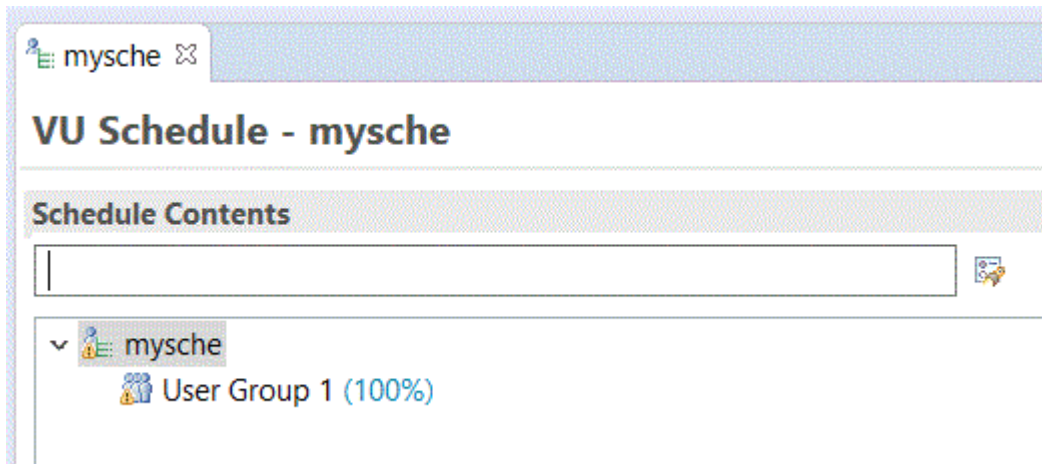 mysche
VU Schedule - mysche
Schedule Contents
mysche
User Group 1 (100%)